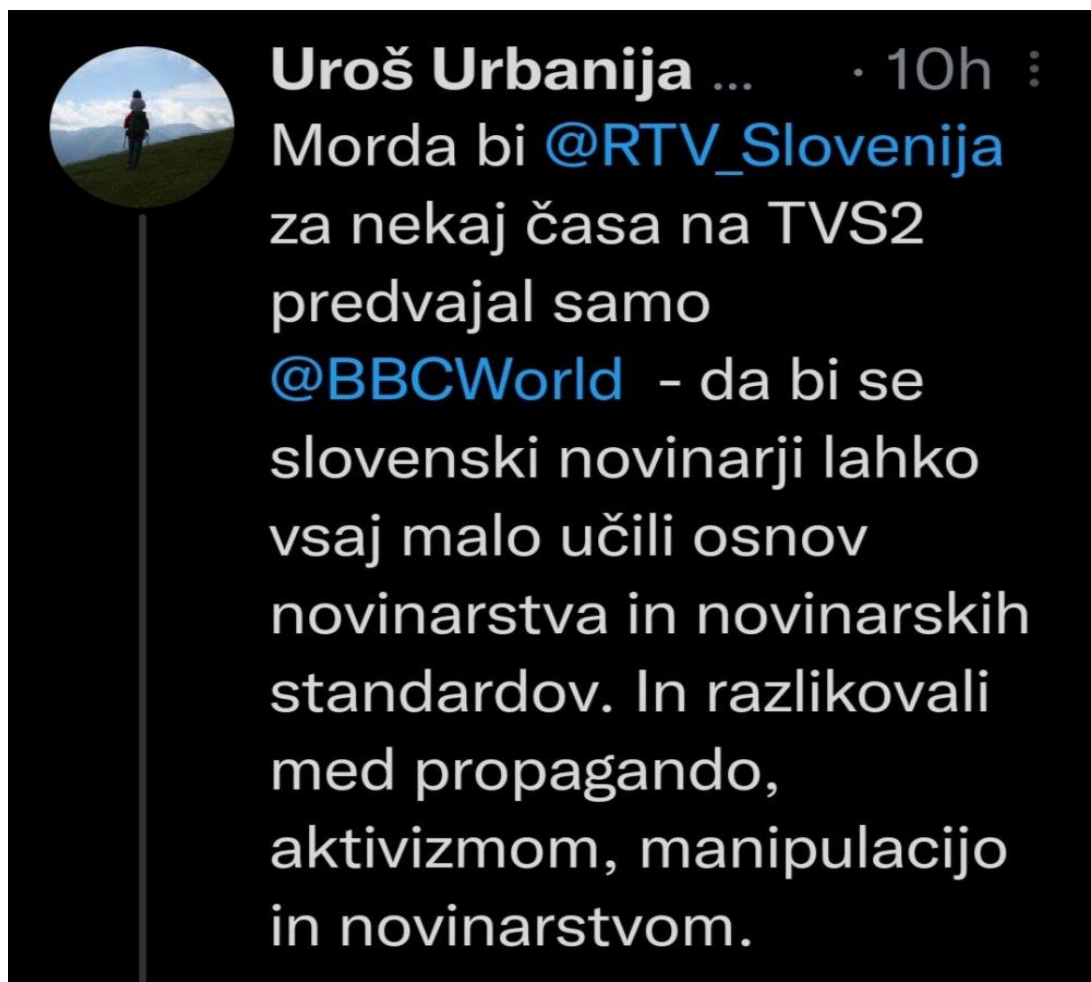 Uroš Urbanija ... · 10h
Morda bi @RTV_Slovenija
za nekaj časa na TVS2
predvajal samo
@BBCWorld - da bi se
slovenski novinarji lahko
vsaj malo učili osnov
novinarstva in novinarskih
standardov. In razlikovali
med propagando,
aktivizmom, manipulacijo
in novinarstvom.